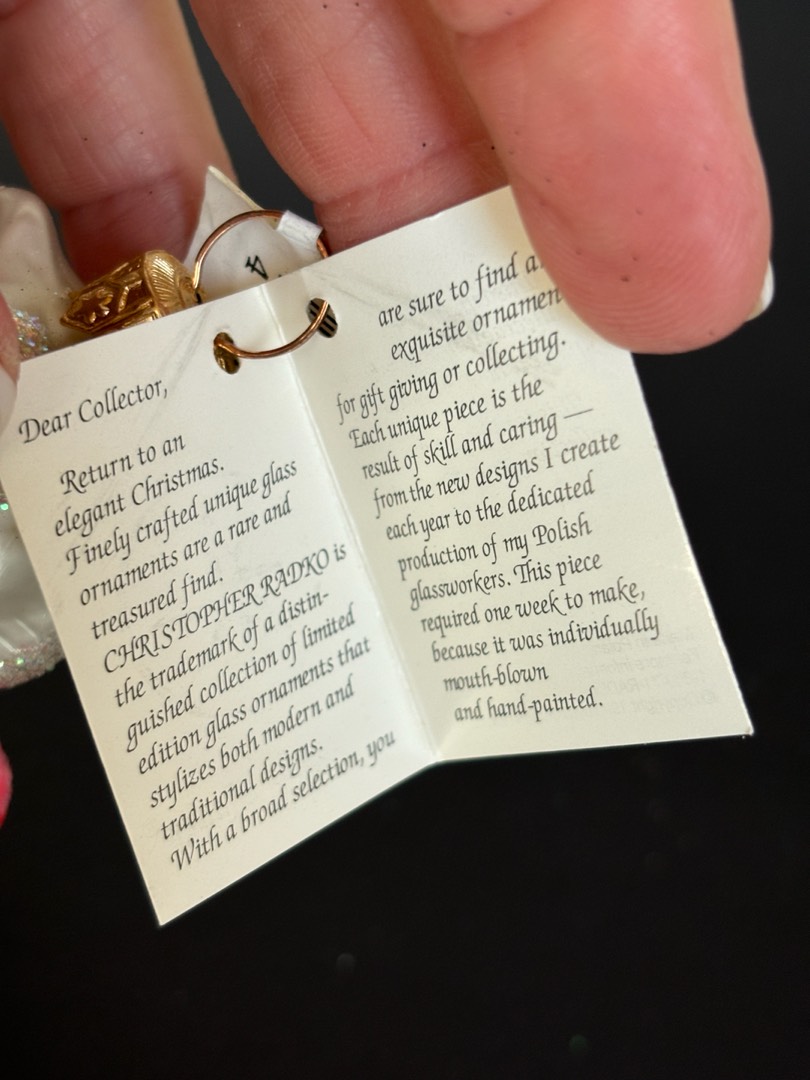 4
Dear Collector,
Return to an
elegant Christmas.
Finely crafted unique glass
ornaments are a rare and
treasured find.
CHRISTOPHER RADKO is
the trademark of a distin-
guished collection of limited
edition glass ornaments that
stylizes both modern and
traditional designs.
With a broad selection, you
are sure to find
exquisite
for gift giving or collecting.
Each unique piece is the
result of skill and caring —
from the new designs I create
each year to the dedicated
production of my Polish
glassworkers. This piece
required one week to make,
because it was individually
mouth-blown
and hand-painted.